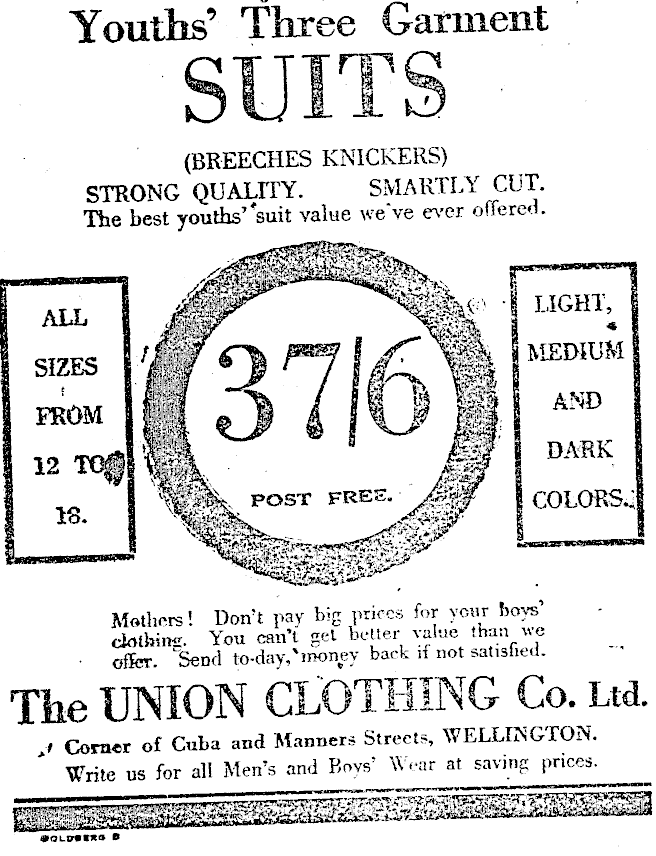 Youths' Three Garment
SUITS
(BREECHES KNICKERS)
STRONG QUALITY. SMARTLY CUT.
The best youths' suit value we've ever offered.
ALL
SIZES
FROM
12 TO
18.
37/6
POST FREE.
LIGHT,
MEDIUM
AND
DARK
COLORS.
Mothers! Don't pay big prices for your boys'
clothing. You can't get better value than we
offer. Send to-day, money back if not satisfied.
The UNION CLOTHING Co. Ltd.
Corner of Cuba and Manners Streets, WELLINGTON.
Write us for all Men's and Boys' Wear at saving prices.
GOLDBERG